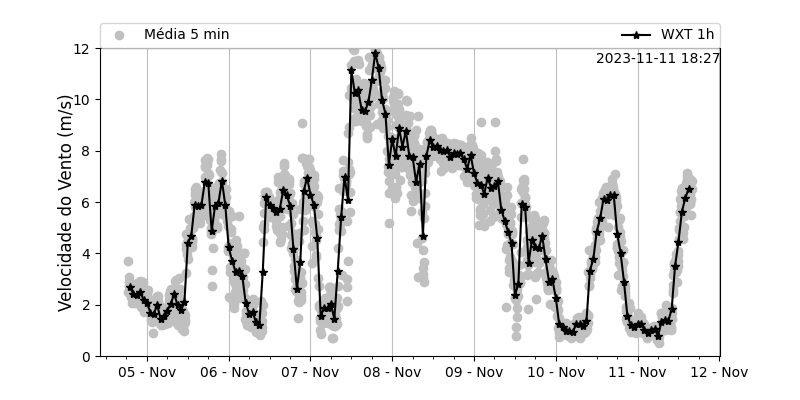 Média 5 min
WXT 1h
2023-11-11 18:27
Velocidade do Vento (m/s)
12
10
8
6
4
2
0
05 - Nov
06 - Nov
07 - Nov
08 - Nov
09 - Nov
10 - Nov
11 - Nov
12 - Nov